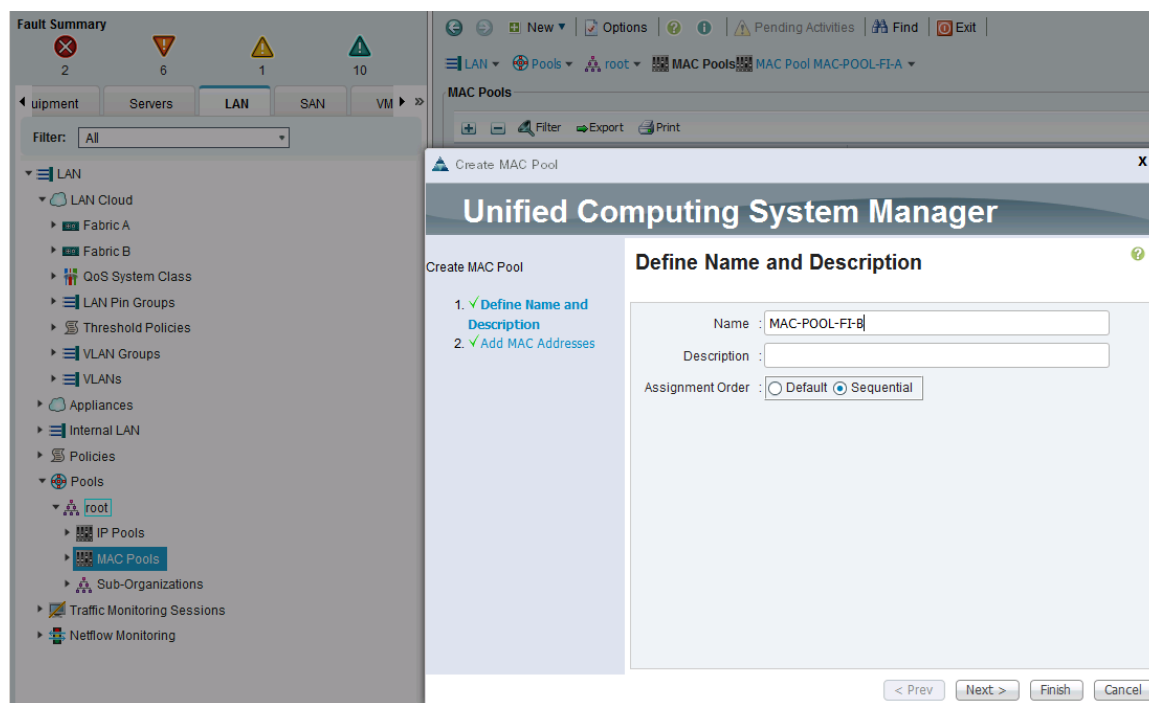 Fault Summary
2 6 1 10
uipment Servers LAN SAN VM »
Filter: All
LAN
LAN Cloud
Fabric A
Fabric B
QoS System Class
LAN Pin Groups
Threshold Policies
VLAN Groups
VLANs
Appliances
Internal LAN
Policies
Pools
root
IP Pools
MAC Pools
Sub-Organizations
Traffic Monitoring Sessions
Netflow Monitoring
New Options Pending Activities Find Exit
LAN Pools root MAC Pools MAC Pool MAC-POOL-FI-A
MAC Pools
Filter Export Print
Create MAC Pool X
Unified Computing System Manager
Create MAC Pool
1. Define Name and
Description
2. Add MAC Addresses
Define Name and Description
Name : MAC-POOL-FI-B
Description :
Assignment Order : Default Sequential
< Prev Next > Finish Cancel